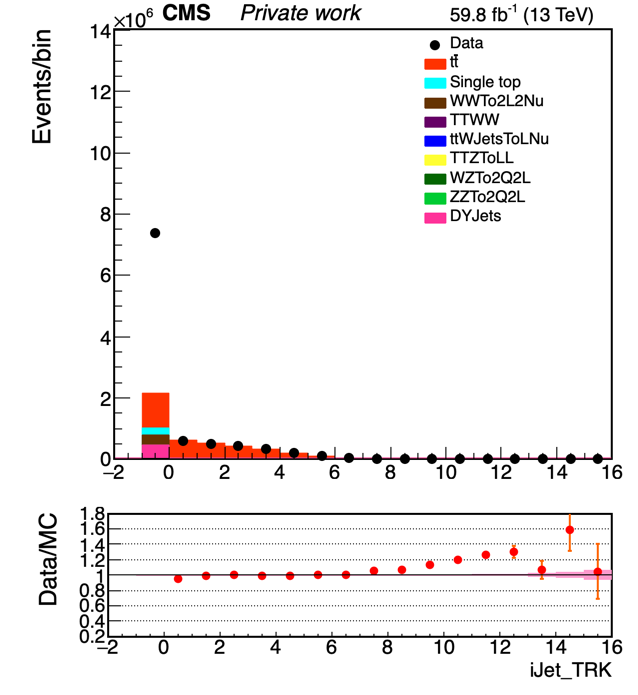 ×10⁶ CMS Private work 59.8 fb⁻¹ (13 TeV)
Events/bin
14
12
10
8
6
4
2
0
Data
tt̄
Single top
WWTo2L2Nu
TTWW
ttWJetsToLNu
TTZToLL
WZTo2Q2L
ZZTo2Q2L
DYJets
−2 0 2 4 6 8 10 12 14 16
Data/MC
1.8
1.6
1.4
1.2
1
0.8
0.6
0.4
0.2
−2 0 2 4 6 8 10 12 14 16
iJet_TRK